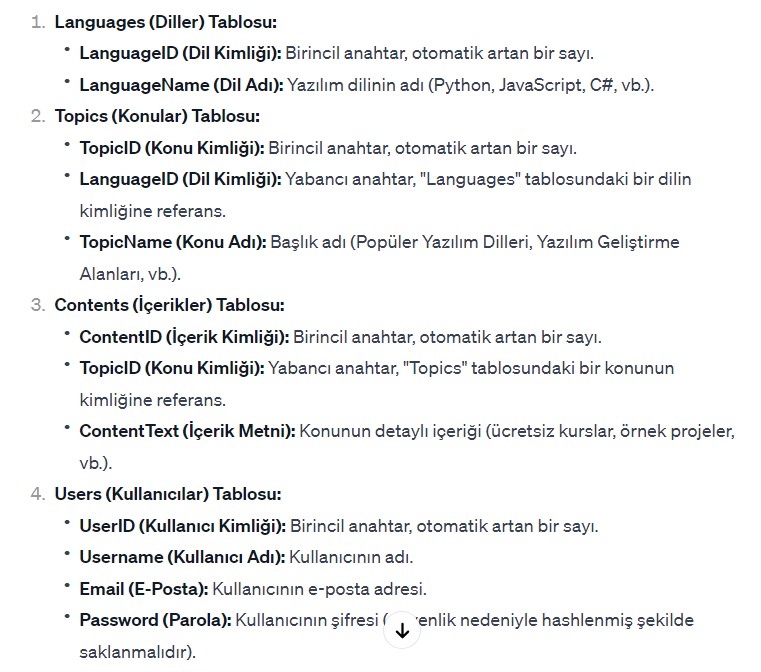 1. Languages (Diller) Tablosu:
• LanguageID (Dil Kimliği): Birincil anahtar, otomatik artan bir sayı.
• LanguageName (Dil Adı): Yazılım dilinin adı (Python, JavaScript, C#, vb.).
2. Topics (Konular) Tablosu:
• TopicID (Konu Kimliği): Birincil anahtar, otomatik artan bir sayı.
• LanguageID (Dil Kimliği): Yabancı anahtar, "Languages" tablosundaki bir dilin
kimliğine referans.
• TopicName (Konu Adı): Başlık adı (Popüler Yazılım Dilleri, Yazılım Geliştirme
Alanları, vb.).
3. Contents (İçerikler) Tablosu:
• ContentID (İçerik Kimliği): Birincil anahtar, otomatik artan bir sayı.
• TopicID (Konu Kimliği): Yabancı anahtar, "Topics" tablosundaki bir konunun
kimliğine referans.
• ContentText (İçerik Metni): Konunun detaylı içeriği (ücretsiz kurslar, örnek projeler,
vb.).
4. Users (Kullanıcılar) Tablosu:
• UserID (Kullanıcı Kimliği): Birincil anahtar, otomatik artan bir sayı.
• Username (Kullanıcı Adı): Kullanıcının adı.
• Email (E-Posta): Kullanıcının e-posta adresi.
• Password (Parola): Kullanıcının şifresi ( nedeniyle hashlenmiş şekilde
saklanmalıdır).